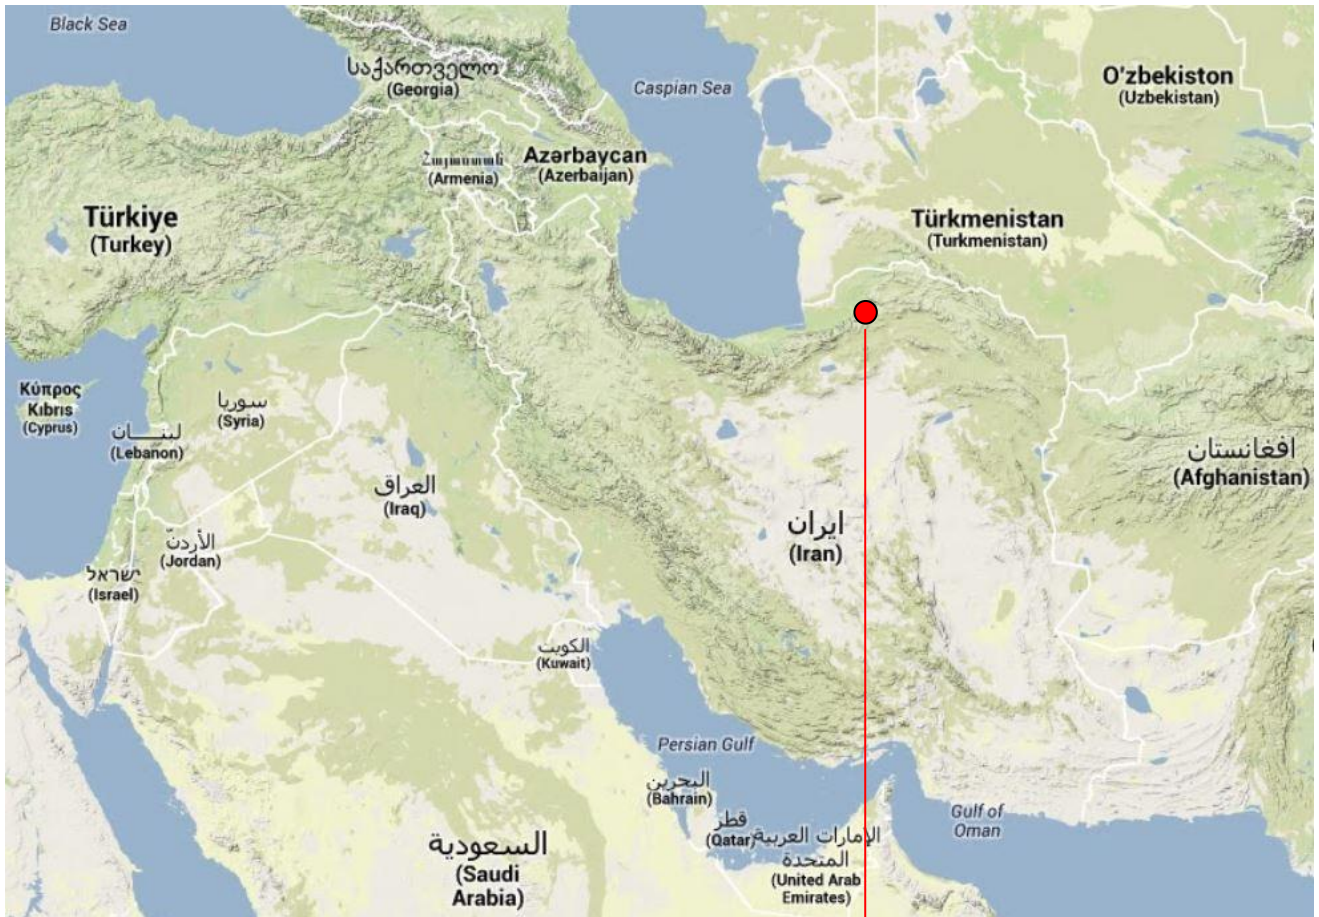 Black Sea
საქართველო
(Georgia)
Caspian Sea
O'zbekiston
(Uzbekistan)
Հայաստան
(Armenia)
Azərbaycan
(Azerbaijan)
Türkiye
(Turkey)
Türkmenistan
(Turkmenistan)
Κύπρος
Kıbrıs
(Cyprus)
سوريا
(Syria)
لبنــــان
(Lebanon)
العراق
(Iraq)
افغانستان
(Afghanistan)
ایران
(Iran)
الأردنّ
(Jordan)
ישראל
(Israel)
الكويت
(Kuwait)
Persian Gulf
البحرين
(Bahrain)
قطر
(Qatar)
الإمارات العربية
المتحدة
(United Arab
Emirates)
Gulf of
Oman
السعودية
(Saudi
Arabia)